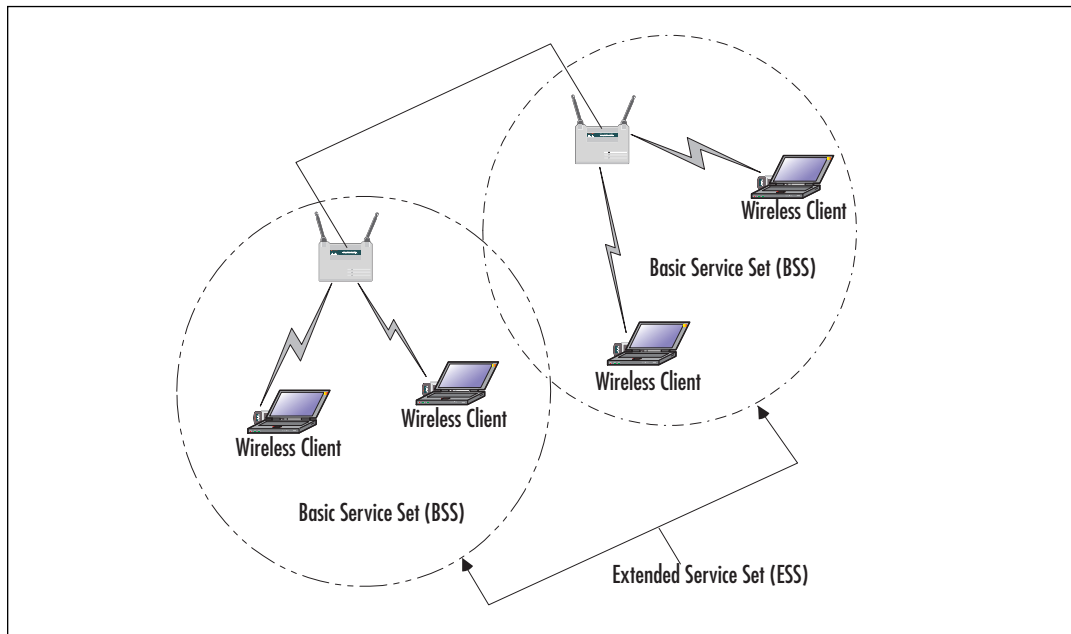 Wireless Client
Basic Service Set (BSS)
Wireless Client
Wireless Client
Wireless Client
Basic Service Set (BSS)
Extended Service Set (ESS)